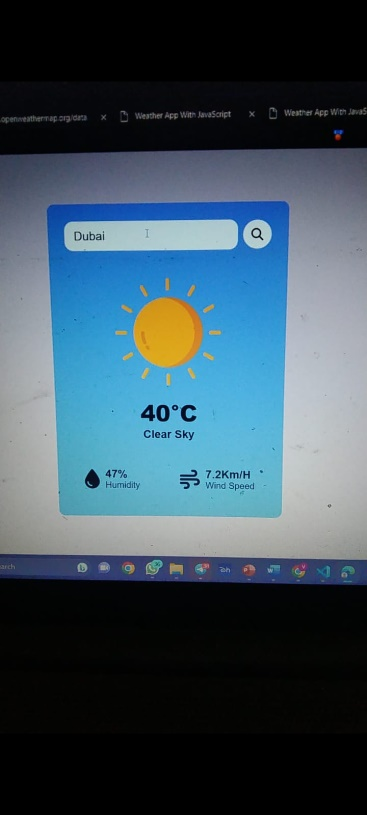 openweathermap.org/data
Weather App With JavaScript
Weather App With JavaS
Dubai
40°C
Clear Sky
47%
Humidity
7.2Km/H
Wind Speed
earch